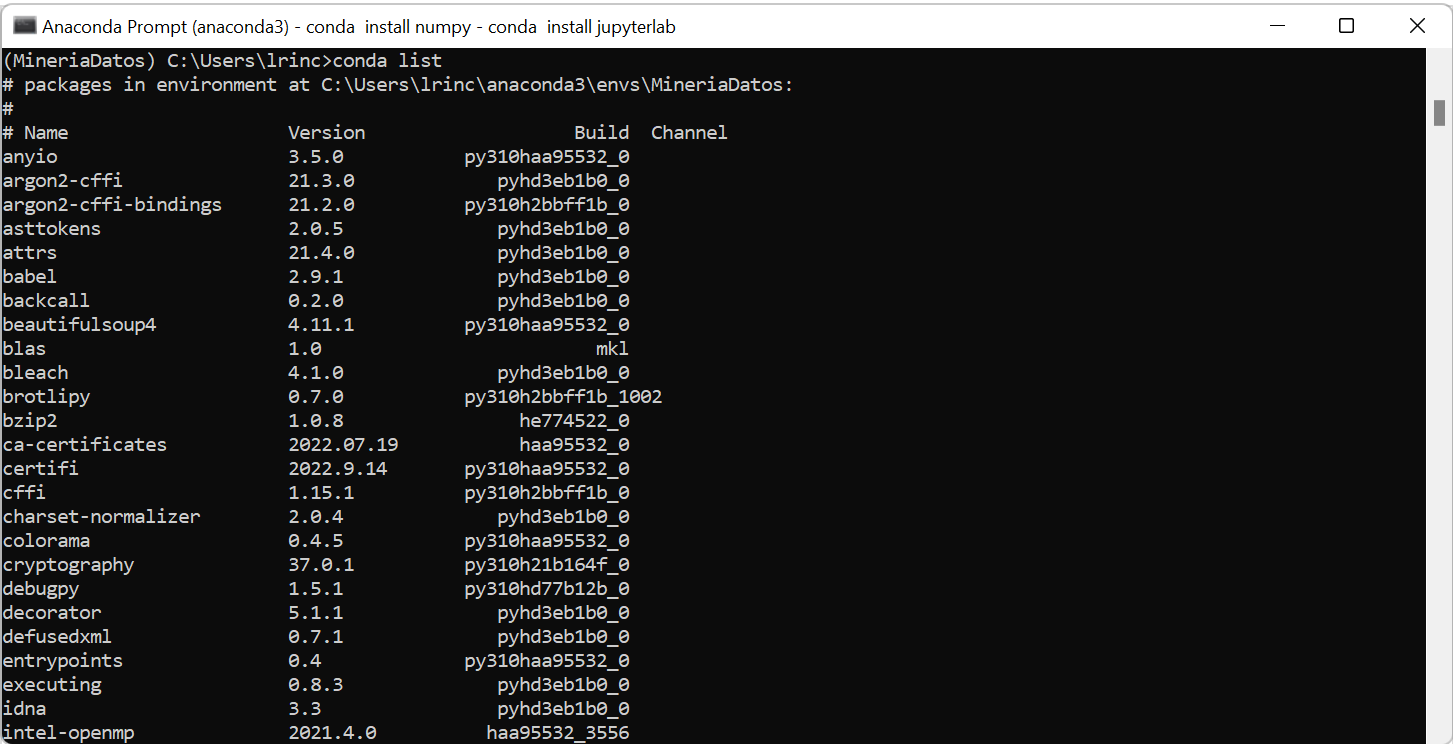 Anaconda Prompt (anaconda3) - conda  install numpy - conda  install jupyterlab
(MineriaDatos) C:\Users\lrinc>conda list
# packages in environment at C:\Users\lrinc\anaconda3\envs\MineriaDatos:
#
# Name                    Version                   Build  Channel
anyio                     3.5.0           py310haa95532_0
argon2-cffi               21.3.0             pyhd3eb1b0_0
argon2-cffi-bindings      21.2.0          py310h2bbff1b_0
asttokens                 2.0.5              pyhd3eb1b0_0
attrs                     21.4.0             pyhd3eb1b0_0
babel                     2.9.1              pyhd3eb1b0_0
backcall                  0.2.0              pyhd3eb1b0_0
beautifulsoup4            4.11.1          py310haa95532_0
blas                      1.0                         mkl
bleach                    4.1.0              pyhd3eb1b0_0
brotlipy                  0.7.0           py310h2bbff1b_1002
bzip2                     1.0.8                he774522_0
ca-certificates           2022.07.19           haa95532_0
certifi                   2022.9.14       py310haa95532_0
cffi                      1.15.1          py310h2bbff1b_0
charset-normalizer        2.0.4              pyhd3eb1b0_0
colorama                  0.4.5           py310haa95532_0
cryptography              37.0.1          py310h21b164f_0
debugpy                   1.5.1           py310hd77b12b_0
decorator                 5.1.1              pyhd3eb1b0_0
defusedxml                0.7.1              pyhd3eb1b0_0
entrypoints               0.4             py310haa95532_0
executing                 0.8.3              pyhd3eb1b0_0
idna                      3.3                pyhd3eb1b0_0
intel-openmp              2021.4.0          haa95532_3556